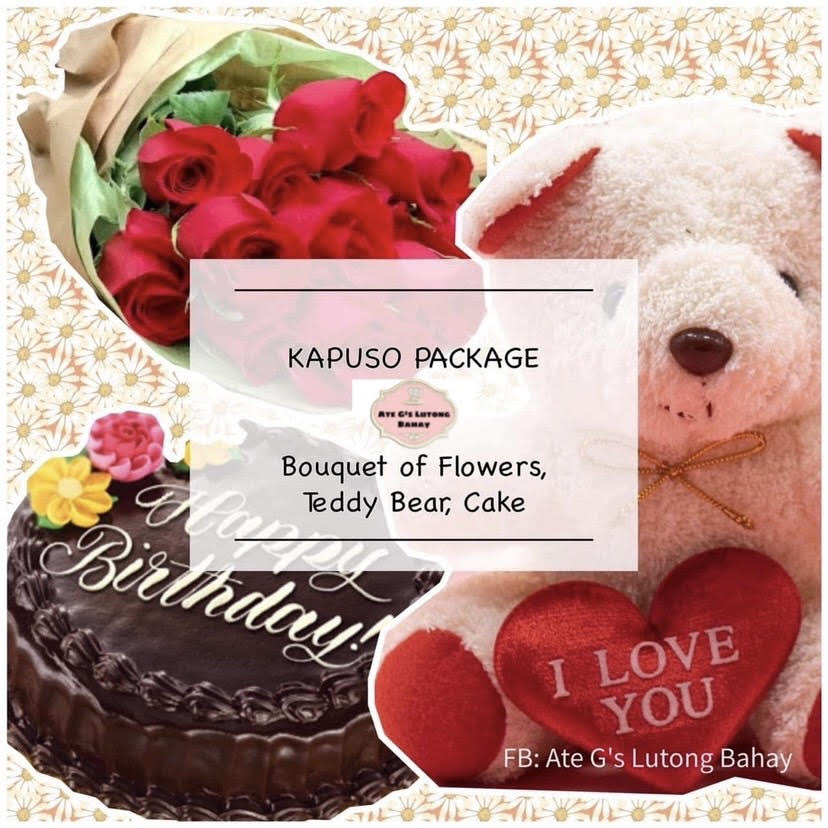 KAPUSO PACKAGE
ATE G'S LUTONG
BAHAY
Bouquet of Flowers,
Teddy Bear, Cake
Happy
Birthday!
I LOVE
YOU
FB: Ate G's Lutong Bahay